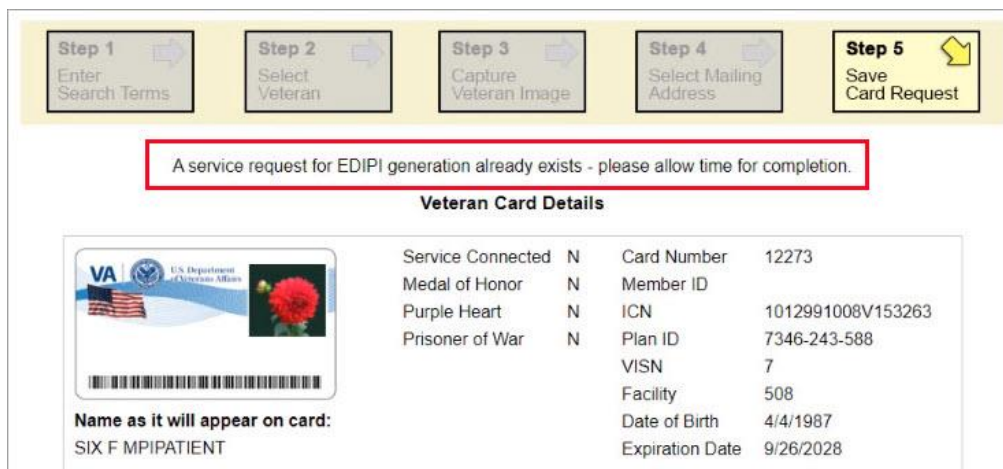 Step 1
Enter
Search Terms
Step 2
Select
Veteran
Step 3
Capture
Veteran Image
Step 4
Select Mailing
Address
Step 5
Save
Card Request
A service request for EDIPI generation already exists - please allow time for completion.
Veteran Card Details
VA
U.S. Department
of Veterans Affairs
Name as it will appear on card:
SIX F MPIPATIENT
Service Connected N
Medal of Honor N
Purple Heart N
Prisoner of War N
Card Number 12273
Member ID
ICN 1012991008V153263
Plan ID 7346-243-588
VISN 7
Facility 508
Date of Birth 4/4/1987
Expiration Date 9/26/2028